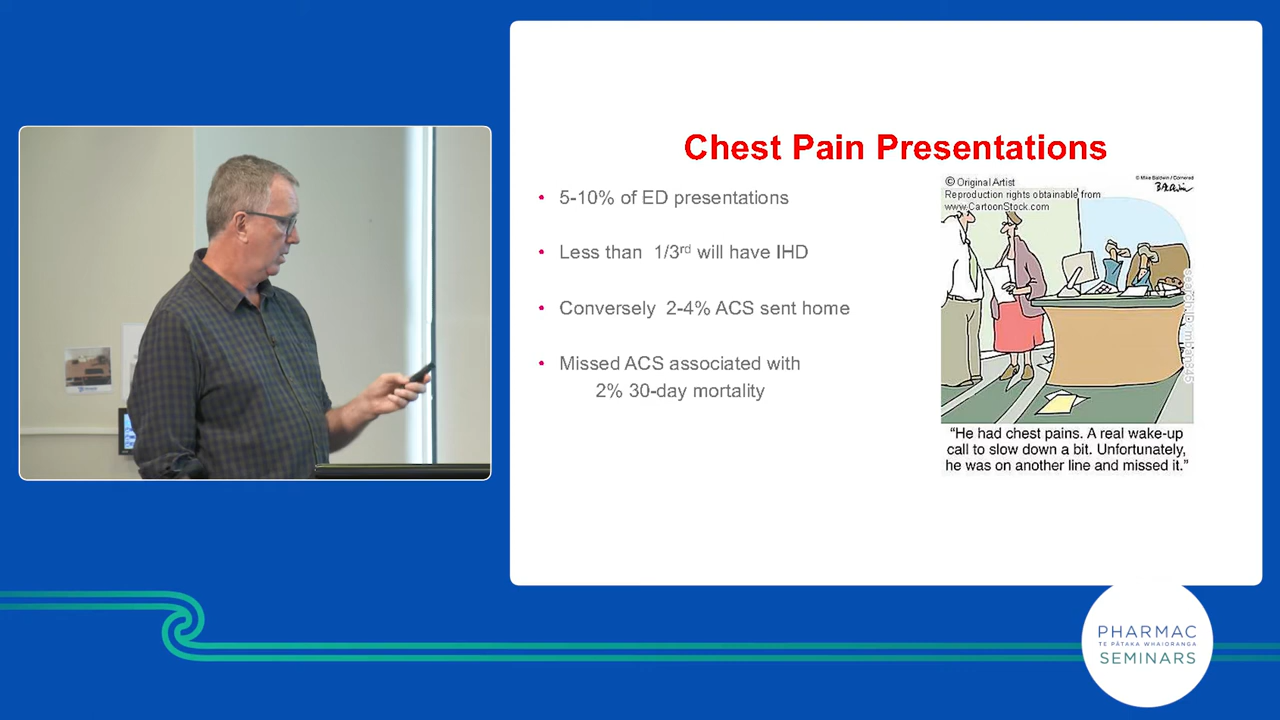 Chest Pain Presentations
• 5-10% of ED presentations
• Less than 1/3rd will have IHD
• Conversely 2-4% ACS sent home
• Missed ACS associated with
2% 30-day mortality
© Original Artist
Reproduction rights obtainable from
www.CartoonStock.com
© Mike Baldwin / Cornered
"He had chest pains. A real wake-up
call to slow down a bit. Unfortunately,
he was on another line and missed it."
PHARMAC
TE PĀTAKA WHAIORANGA
SEMINARS